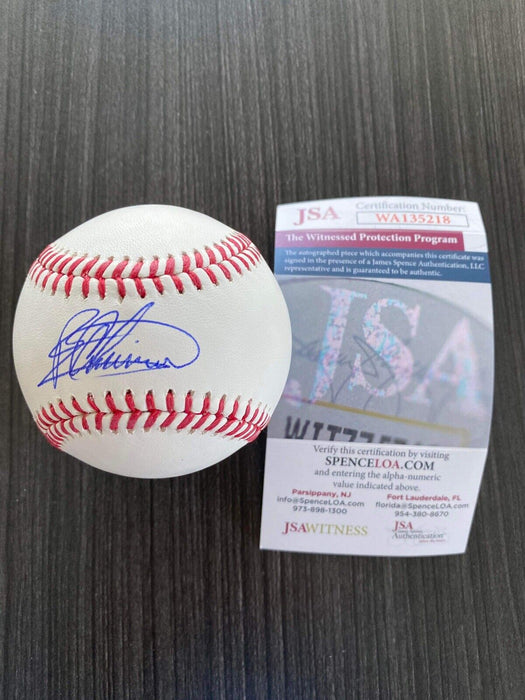 JSA
Certification Number:
WA135218
The Witnessed Protection Program
The autographed piece which accompanies this certificate was
signed in the presence of a James Spence Authentication, LLC
representative and is guaranteed to be authentic.
JSA
Verify this certification by visiting
SPENCELOA.COM
and entering the alpha-numeric
value indicated above.
Parsippany, NJ
info@SpenceLOA.com
973-898-1300
Fort Lauderdale, FL
florida@SpenceLOA.com
954-380-8670
JSAWITNESS
JSA
Authentication